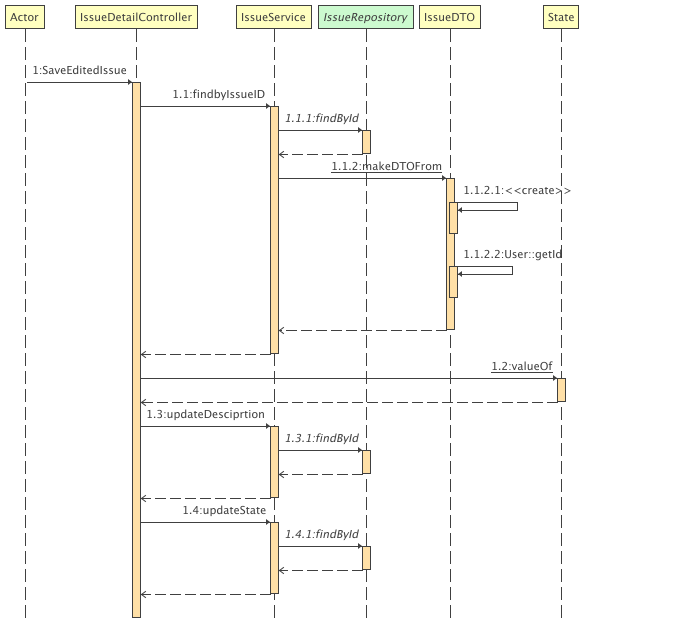 Actor IssueDetailController IssueService IssueRepository IssueDTO State
1:SaveEditedIssue
1.1:findbyIssueID
1.1.1:findById
1.1.2:makeDTOFrom
1.1.2.1:<<create>>
1.1.2.2:User::getId
1.2:valueOf
1.3:updateDesciprtion
1.3.1:findById
1.4:updateState
1.4.1:findById